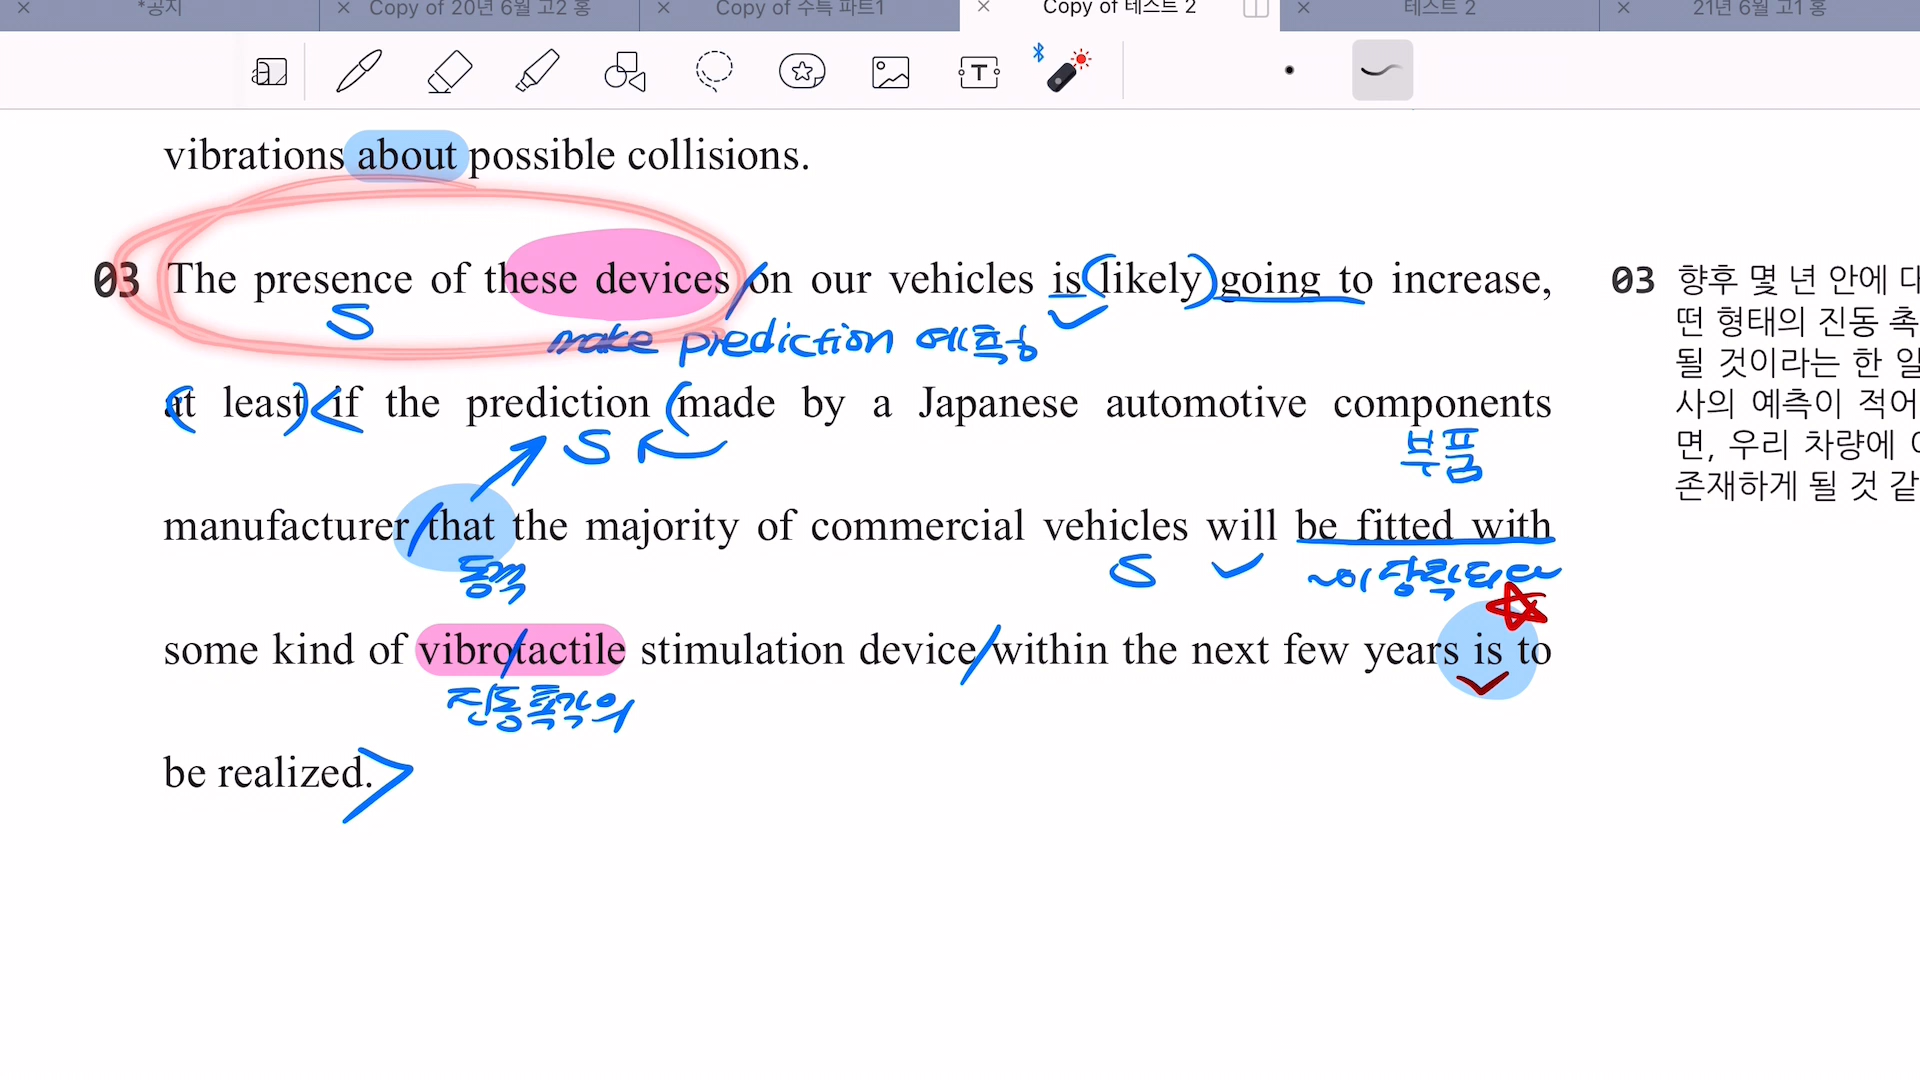 *공지
Copy of 20년 6월 고2 홍
Copy of 수특 파트1
Copy of 테스트 2
테스트 2
21년 6월 고1 홍
vibrations about possible collisions.
03 The presence of these devices on our vehicles is likely going to increase,
S
make prediction 예측하
at least if the prediction made by a Japanese automotive components
S
부품
manufacturer that the majority of commercial vehicles will be fitted with
동격
S
~이 장착되다
some kind of vibrotactile stimulation device within the next few years is to
진동촉각의
be realized.
03 향후 몇 년 안에 대
떤 형태의 진동 촉
될 것이라는 한 일
사의 예측이 적어
면, 우리 차량에 이
존재하게 될 것 같